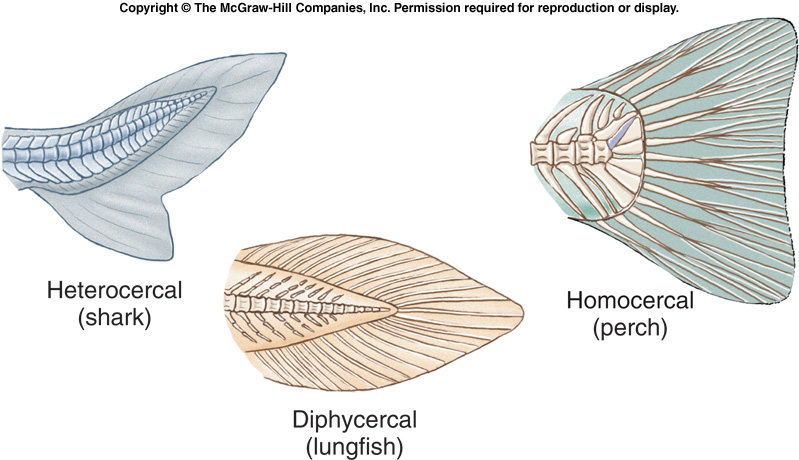 Copyright © The McGraw-Hill Companies, Inc. Permission required for reproduction or display.
Heterocercal
(shark)
Homocercal
(perch)
Diphycercal
(lungfish)